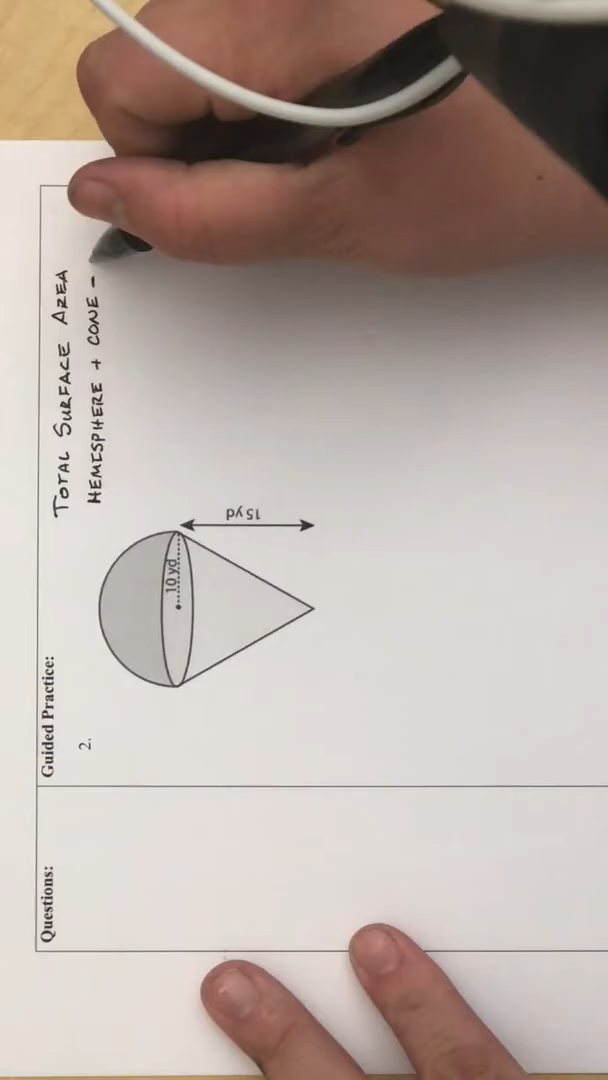 Questions:
Guided Practice:
2.
TOTAL SURFACE AREA
HEMISPHERE + CONE -
10 yd
15 yd